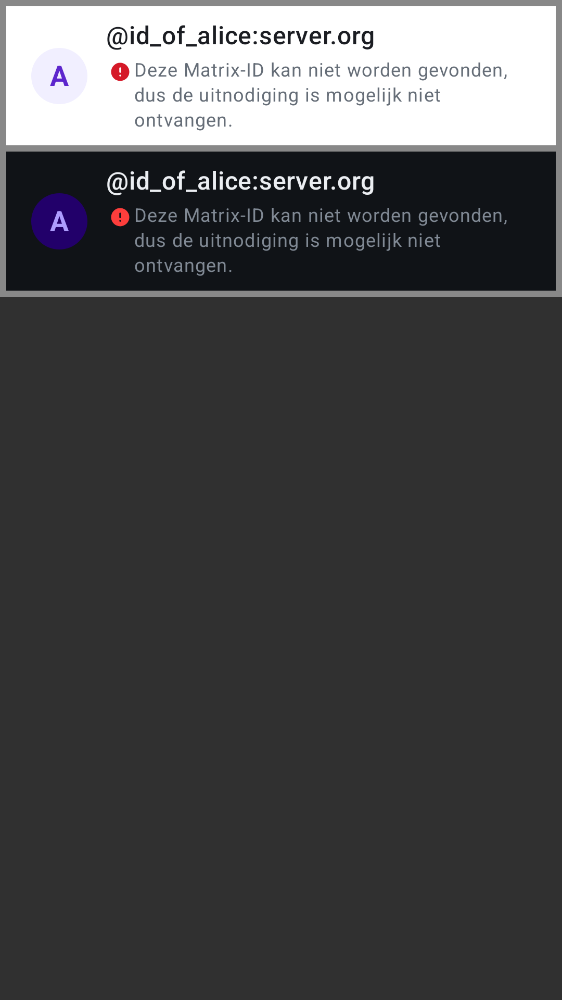 @id_of_alice:server.org
A
Deze Matrix-ID kan niet worden gevonden,
dus de uitnodiging is mogelijk niet
ontvangen.
@id_of_alice:server.org
A
Deze Matrix-ID kan niet worden gevonden,
dus de uitnodiging is mogelijk niet
ontvangen.